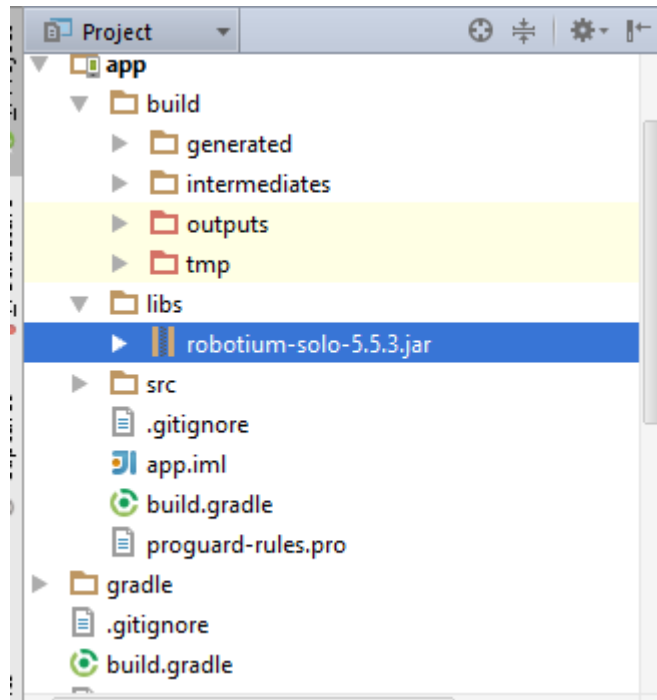 Project
app
build
generated
intermediates
outputs
tmp
libs
robotium-solo-5.5.3.jar
src
.gitignore
app.iml
build.gradle
proguard-rules.pro
gradle
.gitignore
build.gradle